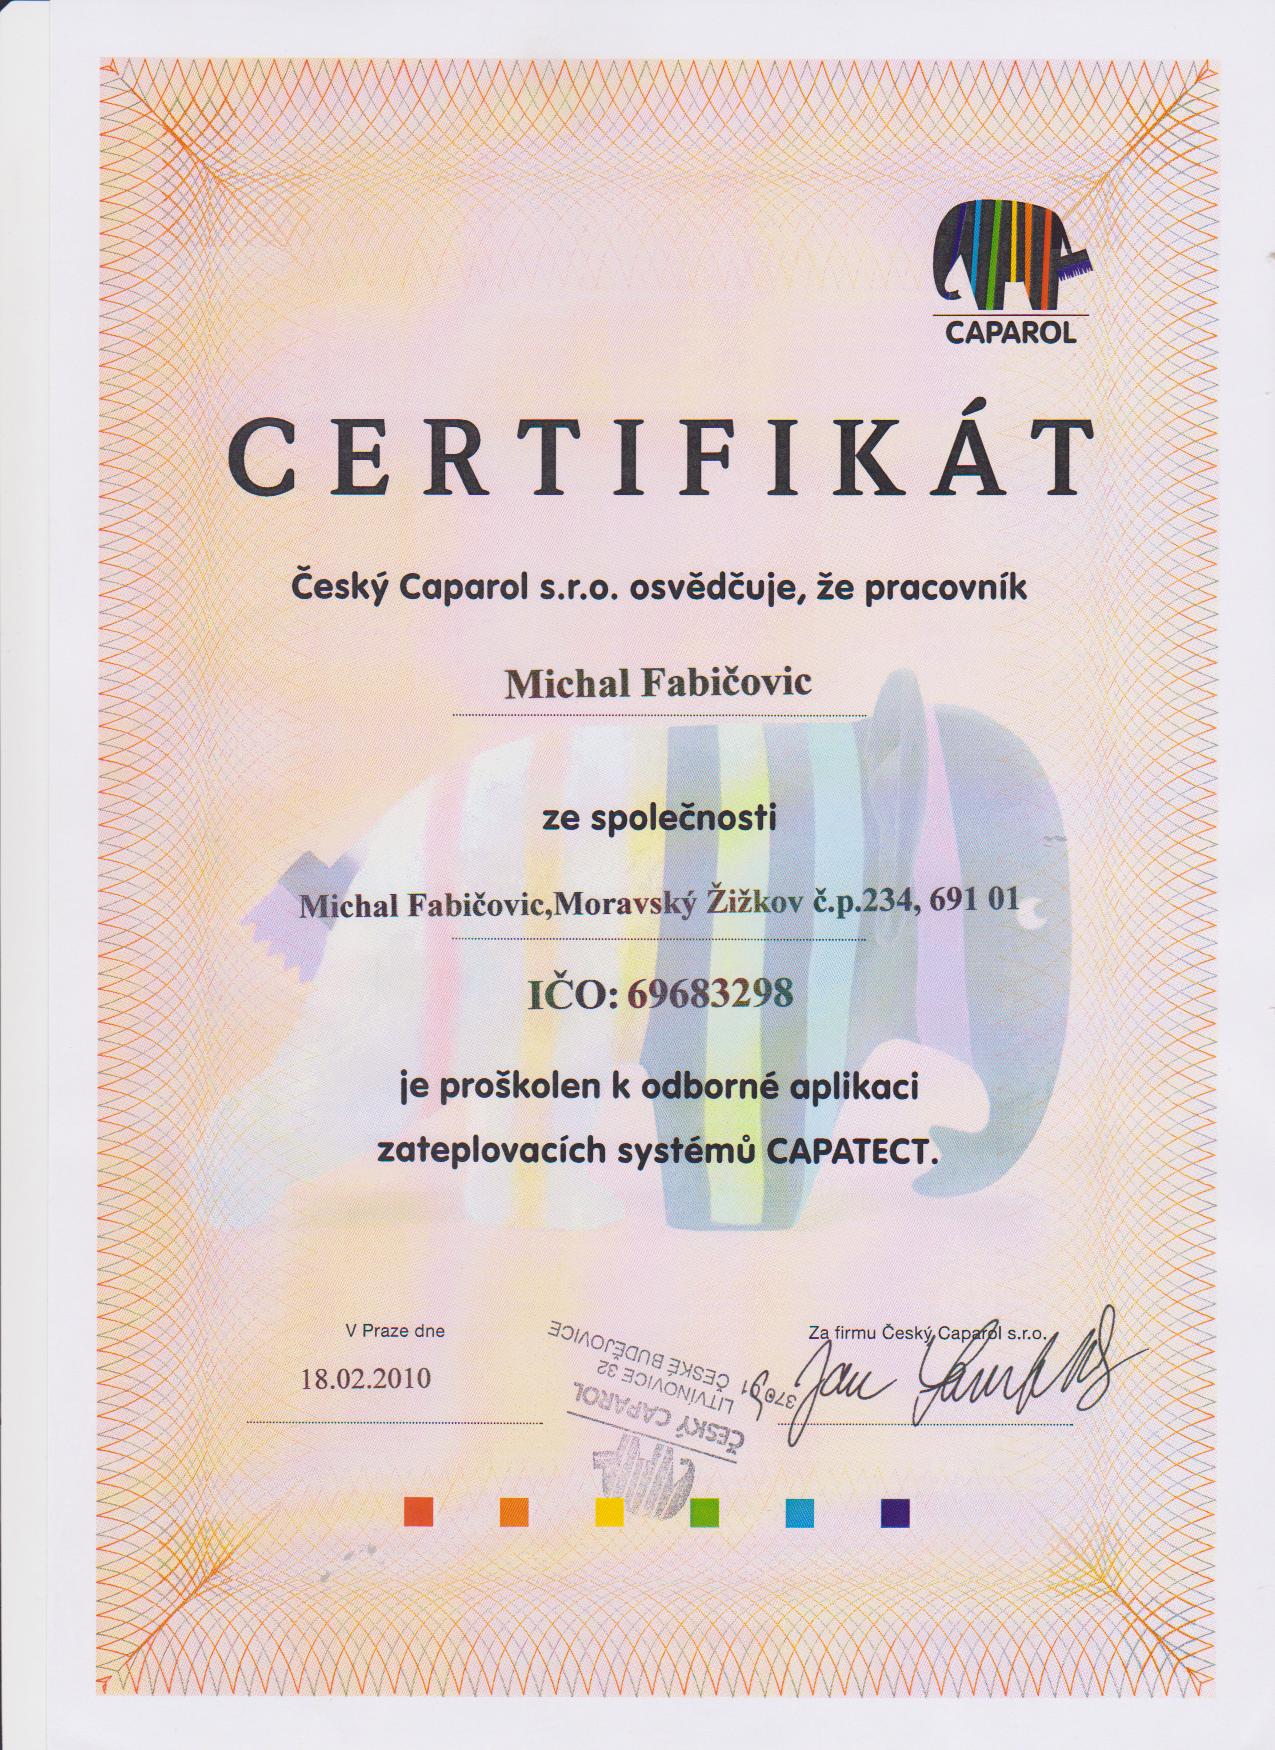 CAPAROL
CERTIFIKÁT
Český Caparol s.r.o. osvědčuje, že pracovník
Michal Fabičovic
ze společnosti
Michal Fabičovic,Moravský Žižkov č.p.234, 691 01
IČO: 69683298
je proškolen k odborné aplikaci
zateplovacích systémů CAPATECT.
V Praze dne
18.02.2010
Za firmu Český Caparol s.r.o.
Jan
ČESKÝ CAPAROL
LITVÍNOVICE 32
370 01 ČESKÉ BUDĚJOVICE